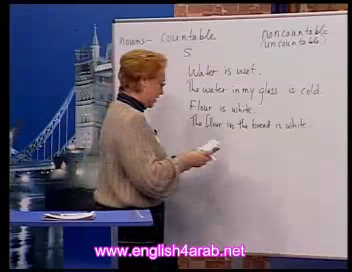 nouns - countable
noncountable
uncountable
S
Water is wet.
The water in my glass is cold.
Flour is white.
The flour in the bread is white
www.english4arab.net